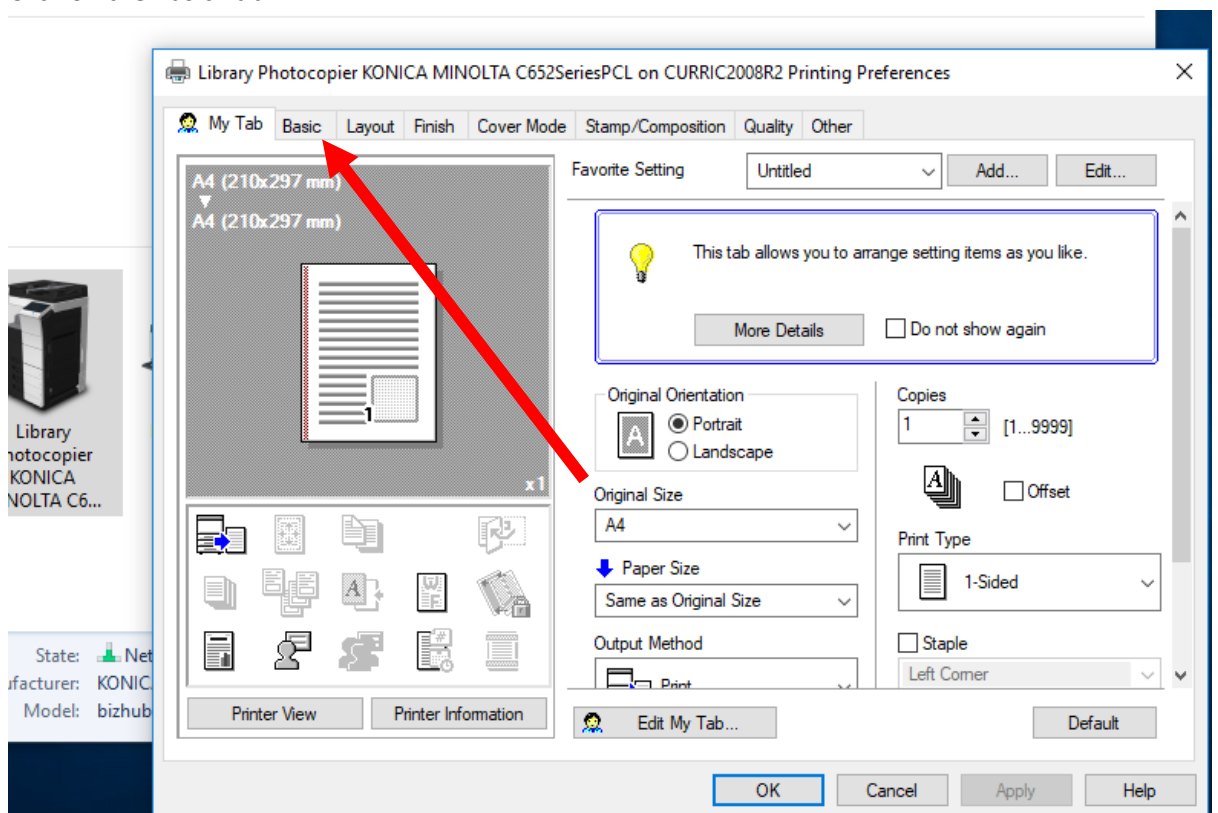 Library Photocopier KONICA MINOLTA C652SeriesPCL on CURRIC2008R2 Printing Preferences
My Tab Basic Layout Finish Cover Mode Stamp/Composition Quality Other
A4 (210x297 mm)
A4 (210x297 mm)
1
x1
Printer View Printer Information
Favorite Setting Untitled Add... Edit...
This tab allows you to arrange setting items as you like.
More Details Do not show again
Original Orientation
Portrait
Landscape
Original Size
A4
Paper Size
Same as Original Size
Output Method
Print
Copies
1 [1...9999]
Offset
Print Type
1-Sided
Staple
Left Corner
Edit My Tab... Default
OK Cancel Apply Help
Library
hotocopier
KONICA
NOLTA C6...
State: Net
ufacturer: KONIC
Model: bizhub